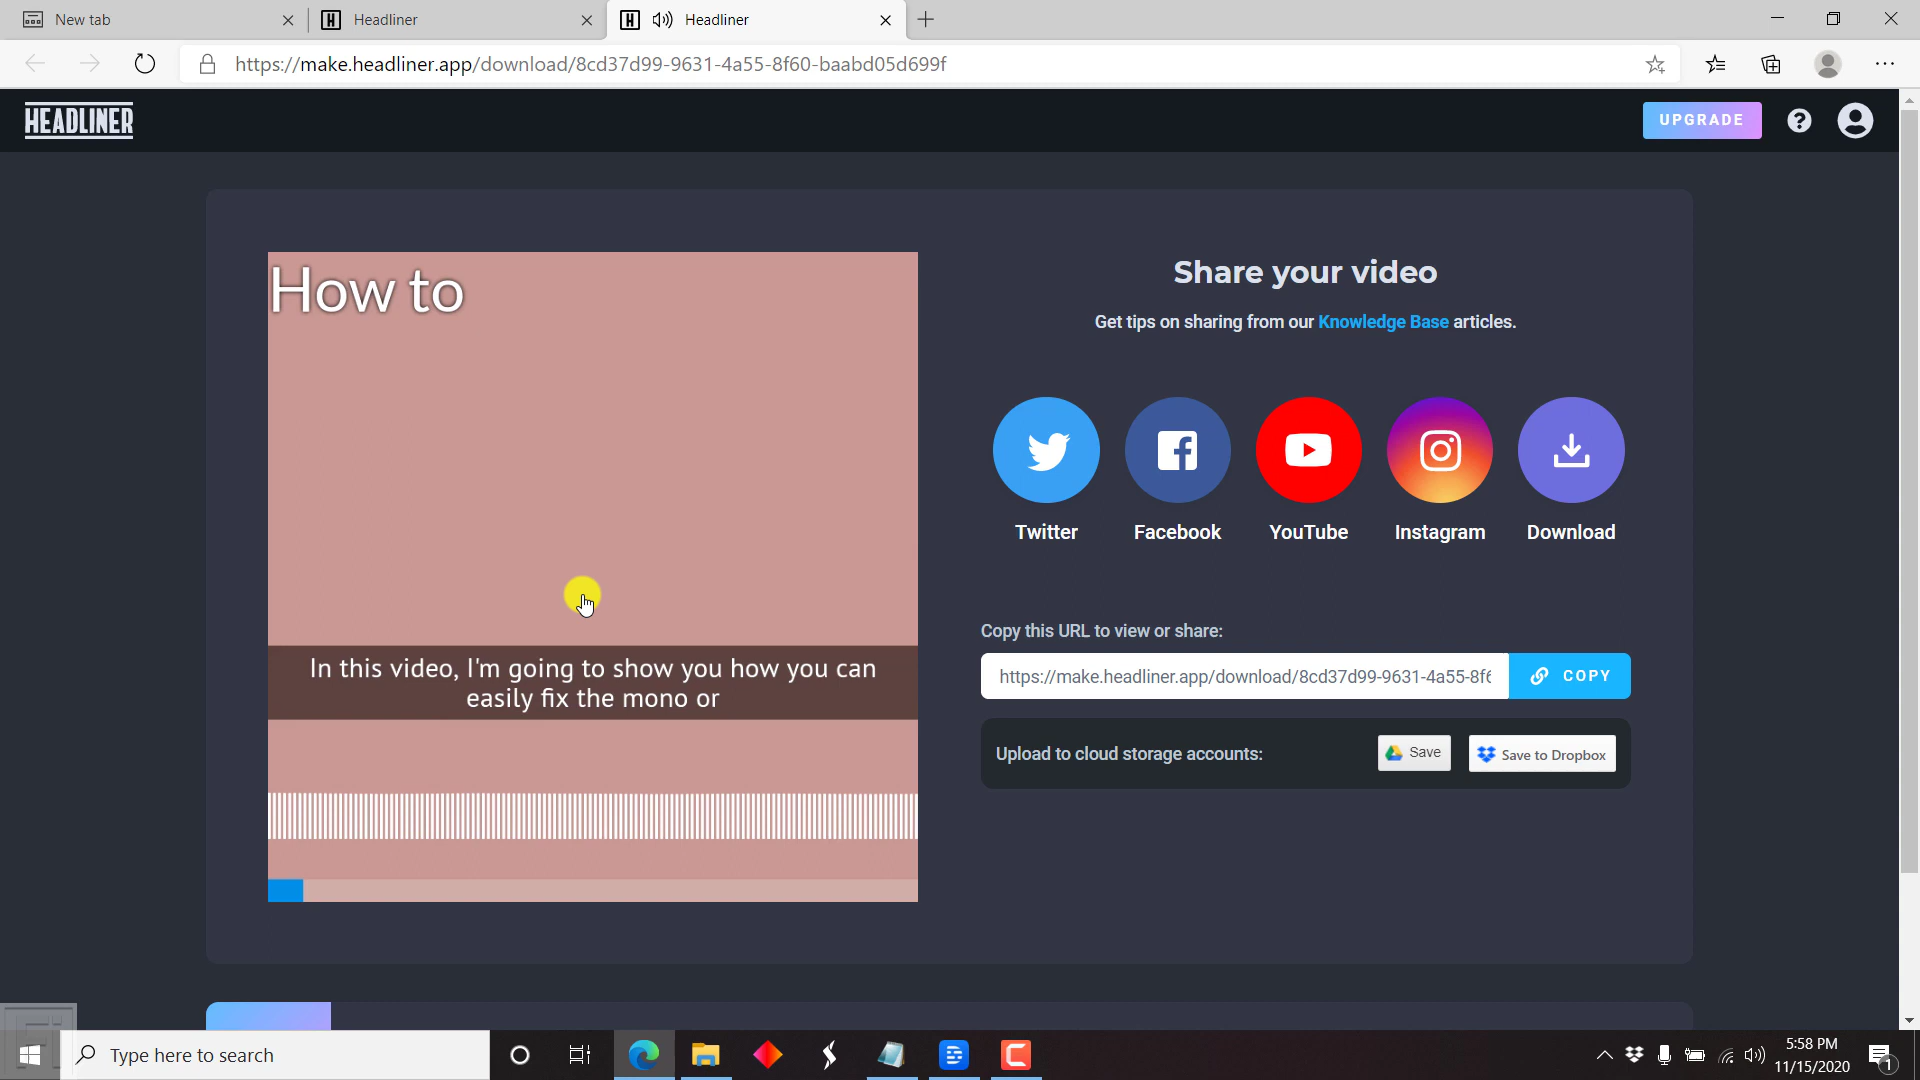 New tab
Headliner
Headliner
https://make.headliner.app/download/8cd37d99-9631-4a55-8f60-baabd05d699f
HEADLINER
UPGRADE
How to
In this video, I'm going to show you how you can
easily fix the mono or
Share your video
Get tips on sharing from our Knowledge Base articles.
Twitter
Facebook
YouTube
Instagram
Download
Copy this URL to view or share:
https://make.headliner.app/download/8cd37d99-9631-4a55-8f6
COPY
Upload to cloud storage accounts:
Save
Save to Dropbox
Type here to search
5:58 PM
11/15/2020
1